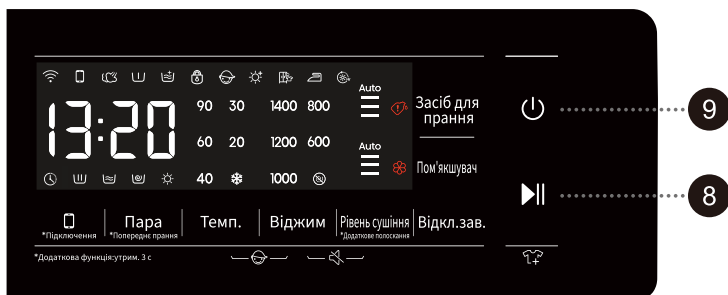 Auto
90 30 1400 800
13:20
Засіб для
прання
9
60 20 1200 600
Auto
Пом'якшувач
40 1000
8
Пара
Темп.
Віджим
Рівень сушіння
Відкл.зав.
*Підключення
*Попереднє прання
*Додаткове полоскання
*Додаткова функція:утрим. 3 с